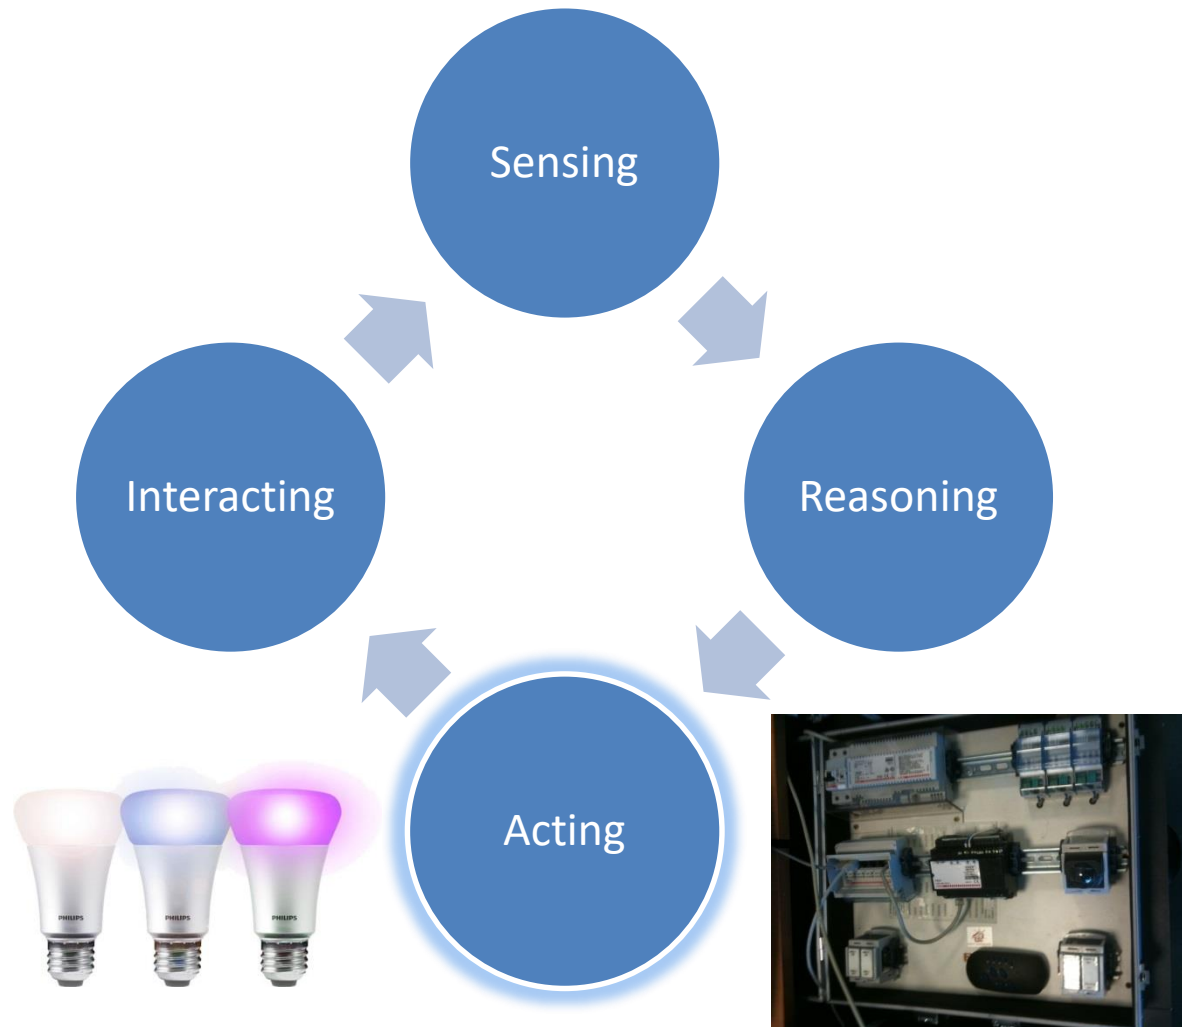 Sensing
Interacting
Reasoning
Acting
PHILIPS
PHILIPS
PHILIPS